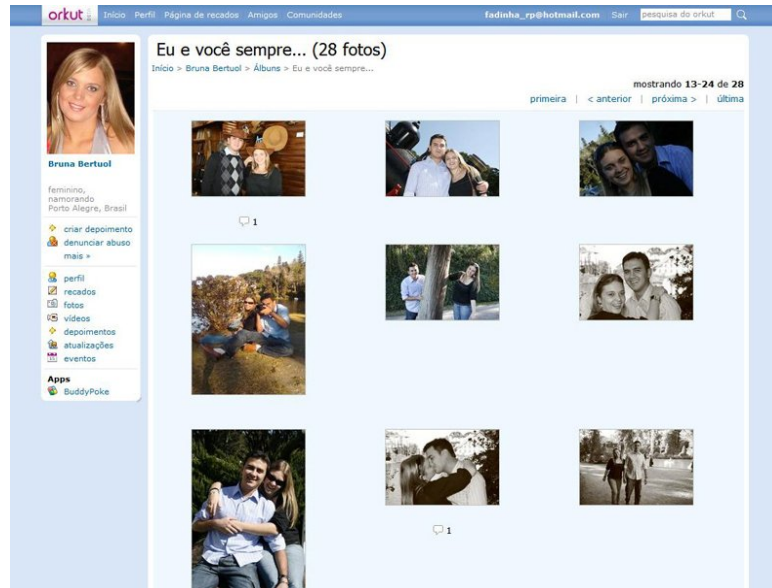 orkut Início Perfil Página de recados Amigos Comunidades fadinha_rp@hotmail.com Sair pesquisa do orkut
Bruna Bertuol
feminino,
namorando
Porto Alegre, Brasil
criar depoimento
denunciar abuso
mais »
perfil
recados
fotos
vídeos
depoimentos
atualizações
eventos
Apps
BuddyPoke
Eu e você sempre... (28 fotos)
Início > Bruna Bertuol > Álbuns > Eu e você sempre...
mostrando 13-24 de 28
primeira | < anterior | próxima > | última
1
1